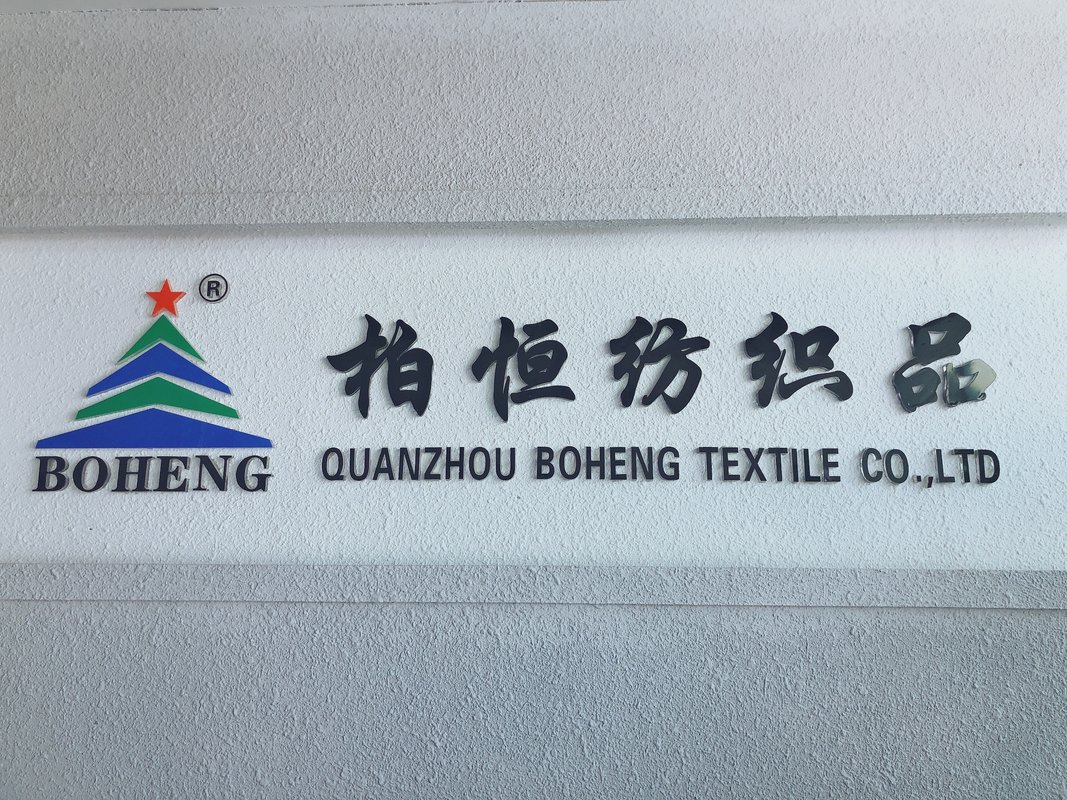 ®
BOHENG
柏恒纺织品
QUANZHOU BOHENG TEXTILE CO.,LTD